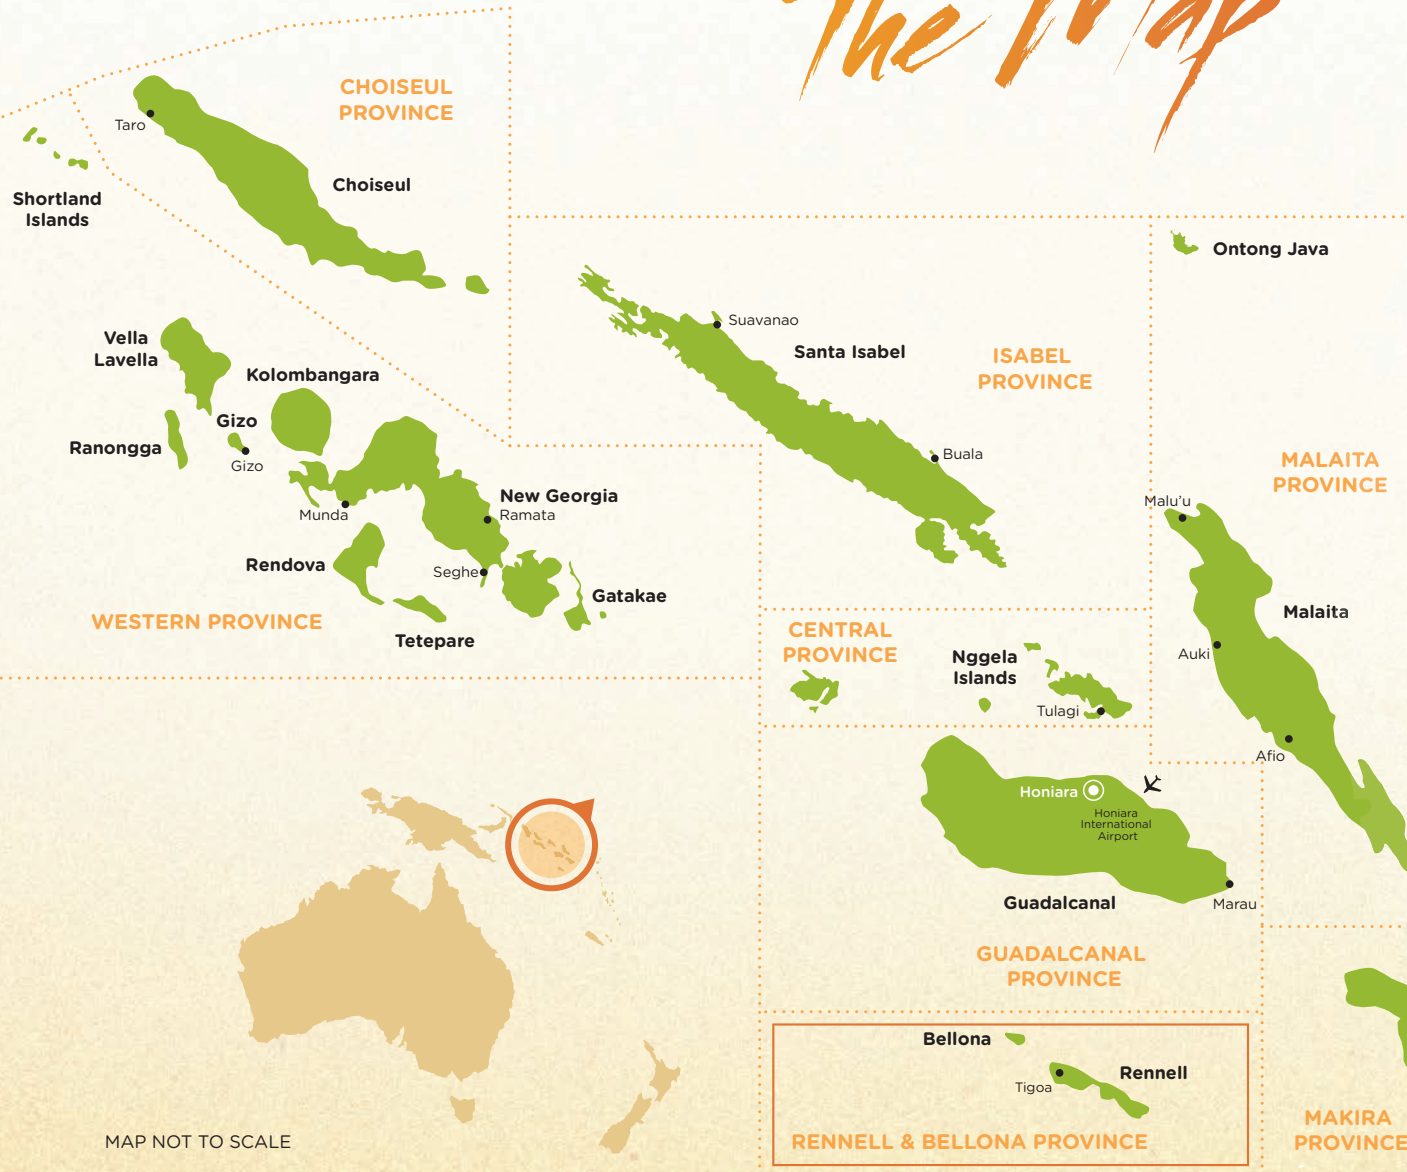 The Map
CHOISEUL
PROVINCE
Taro
Choiseul
Shortland
Islands
Ontong Java
Suavanao
Santa Isabel
ISABEL
PROVINCE
Vella
Lavella
Kolombangara
Gizo
Ranongga
Gizo
Buala
MALAITA
PROVINCE
New Georgia
Ramata
Munda
Malu'u
Rendova
Seghe
Gatakae
WESTERN PROVINCE
Tetepare
Malaita
CENTRAL
PROVINCE
Nggela
Islands
Auki
Tulagi
Afio
Honiara
Honiara
International
Airport
Guadalcanal
Marau
GUADALCANAL
PROVINCE
Bellona
Rennell
Tigoa
RENNELL & BELLONA PROVINCE
MAKIRA
PROVINCE
MAP NOT TO SCALE